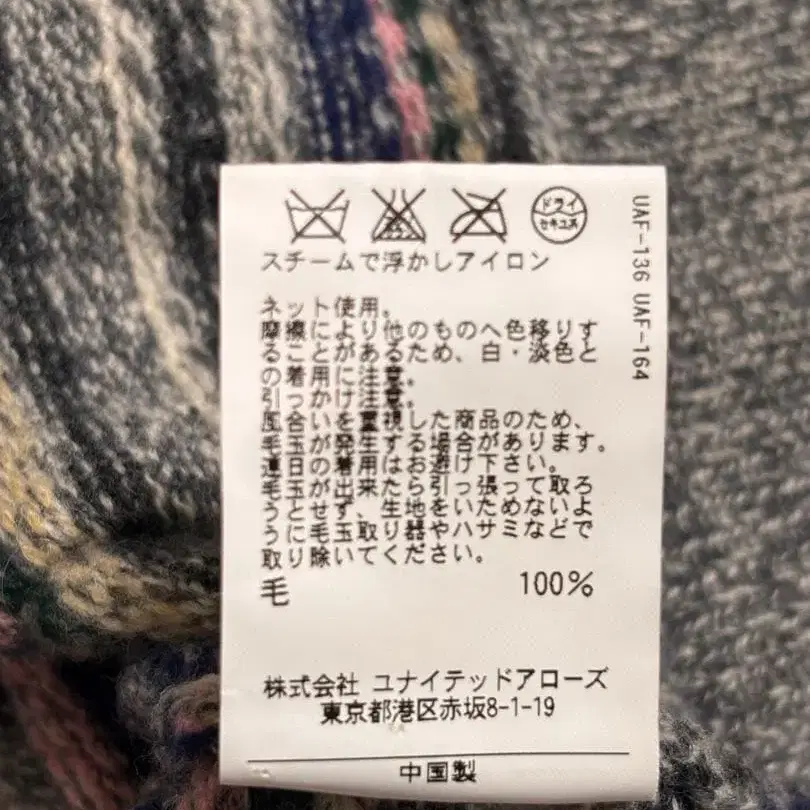 ドライ
セキユ系
スチームで浮かしアイロン
ネット使用。
摩擦により他のものへ色移りす
ることがあるため、白・淡色と
の着用に注意。
引っかけ注意。
風合いを重視した商品のため、
毛玉が発生する場合があります。
連日の着用はお避け下さい。
毛玉が出来たら引っ張って取ろ
うとせず、生地をいためないよ
うに毛玉取り器やハサミなどで
取り除いてください。
毛 100%
株式会社 ユナイテッドアローズ
東京都港区赤坂8-1-19
中国製
UAF-136 UAF-164